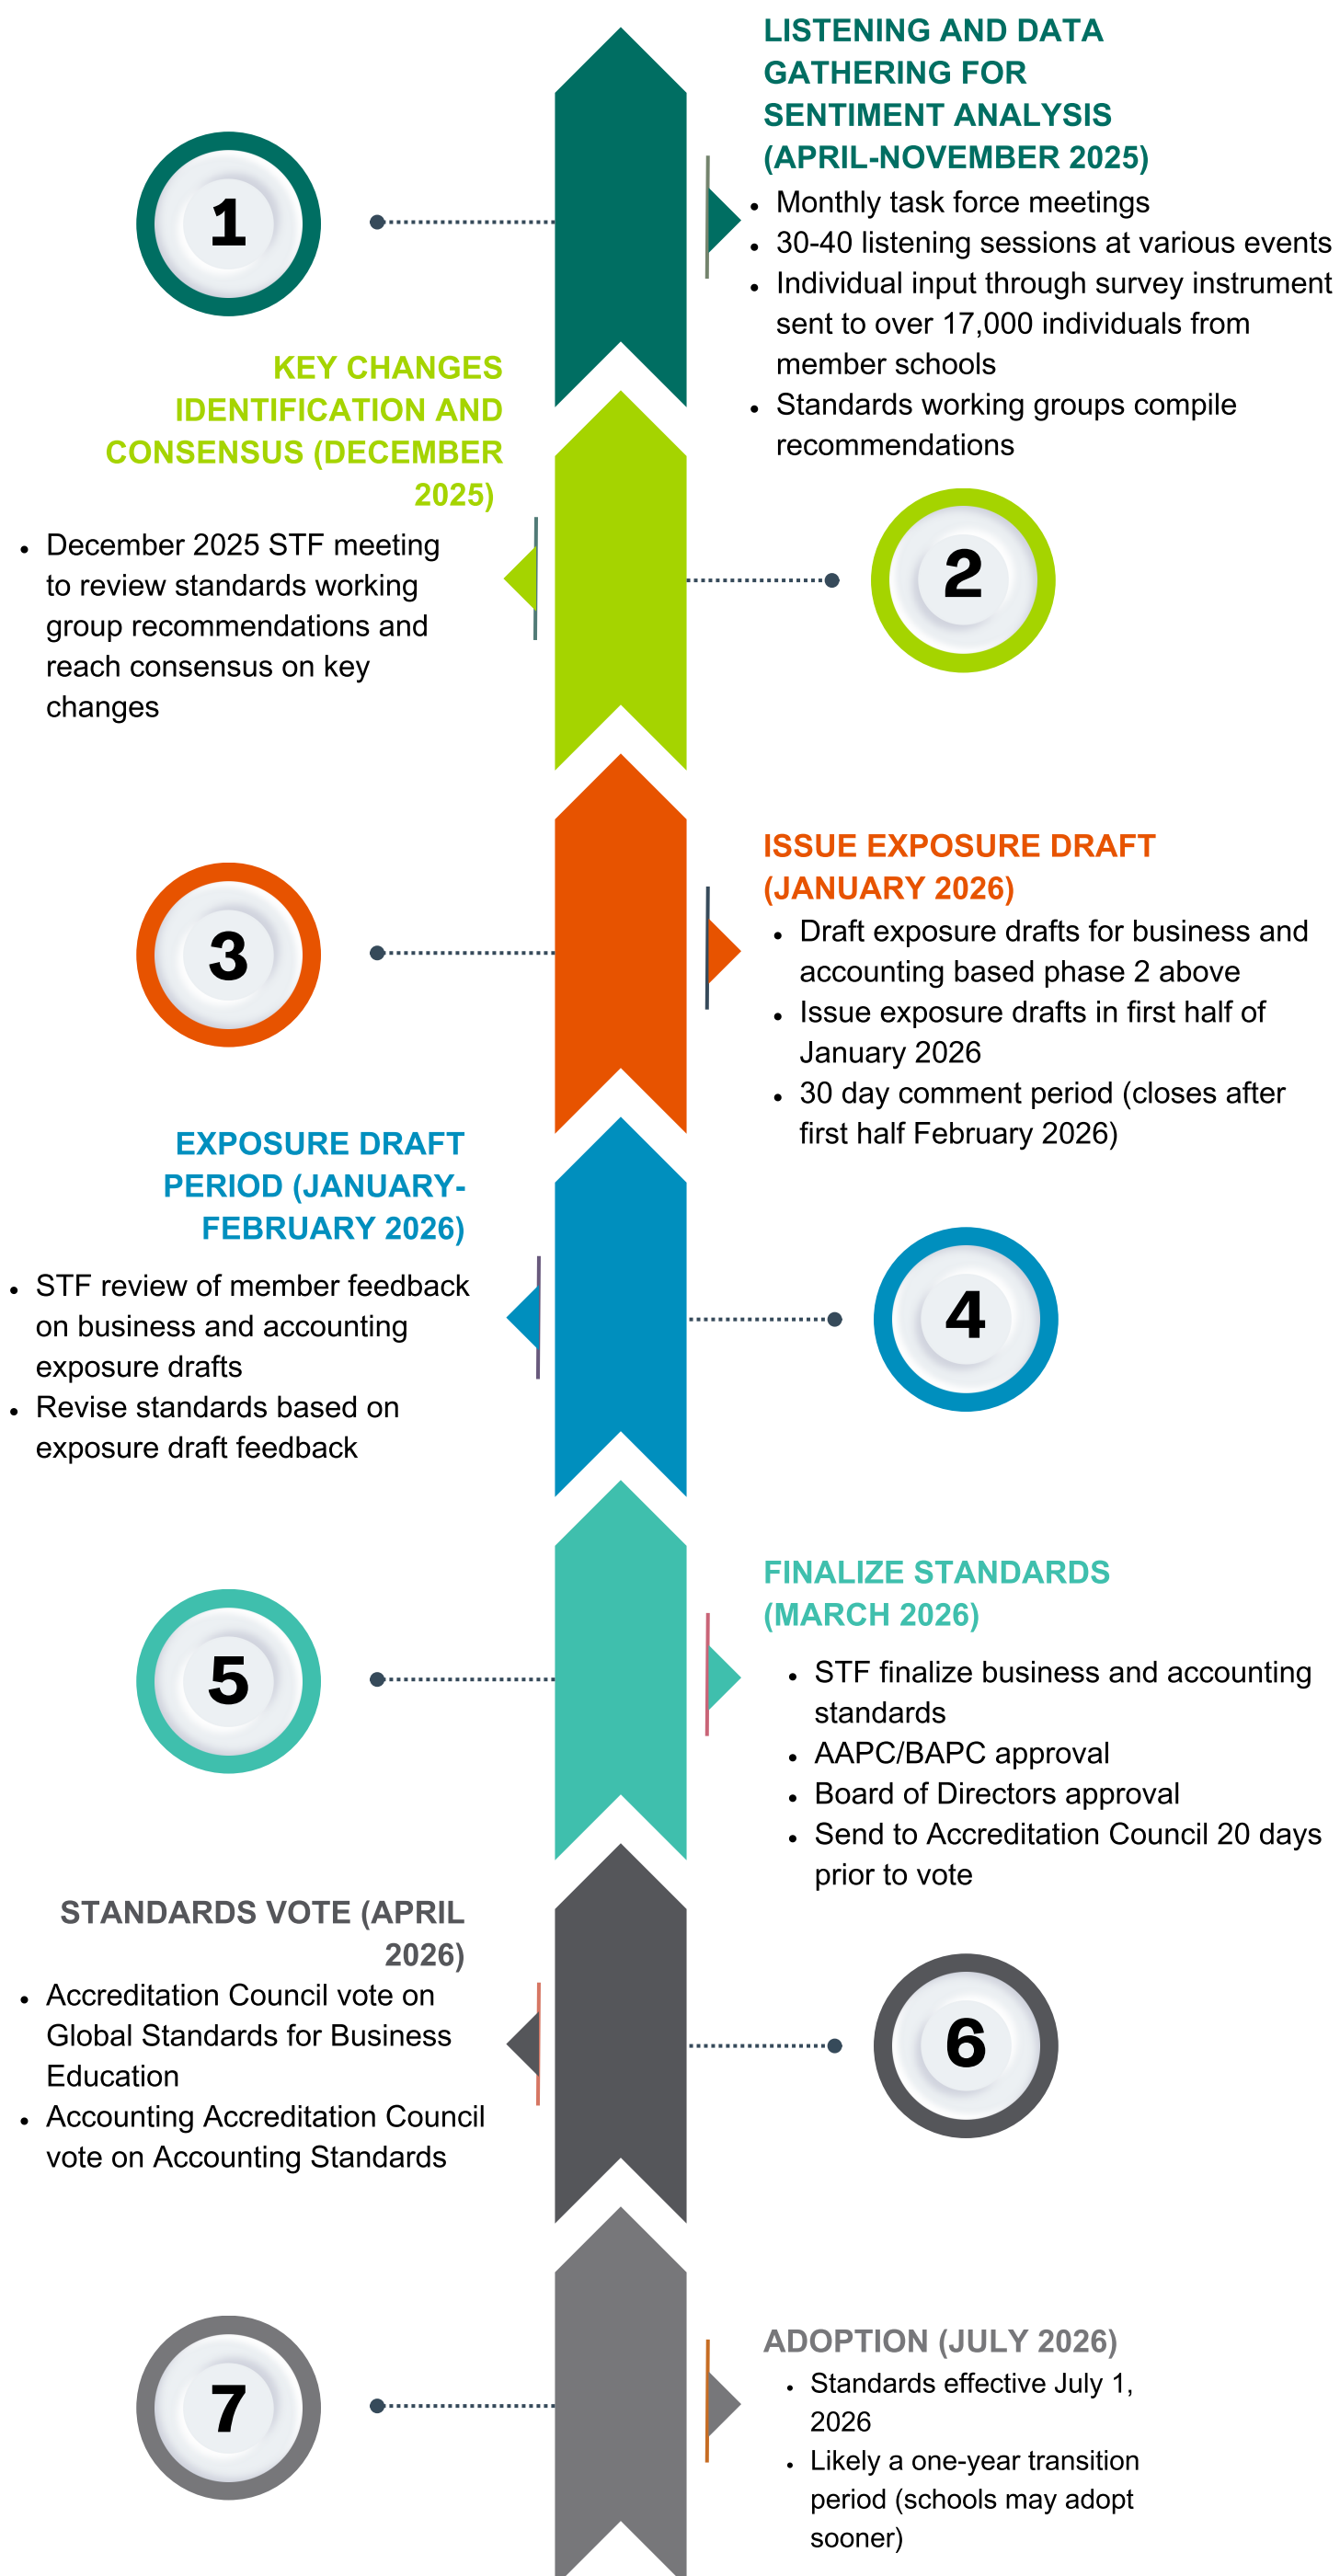 1
LISTENING AND DATA
GATHERING FOR
SENTIMENT ANALYSIS
(APRIL-NOVEMBER 2025)
• Monthly task force meetings
• 30-40 listening sessions at various events
• Individual input through survey instrument
sent to over 17,000 individuals from
member schools
• Standards working groups compile
recommendations
KEY CHANGES
IDENTIFICATION AND
CONSENSUS (DECEMBER
2025)
• December 2025 STF meeting
to review standards working
group recommendations and
reach consensus on key
changes
2
3
ISSUE EXPOSURE DRAFT
(JANUARY 2026)
• Draft exposure drafts for business and
accounting based phase 2 above
• Issue exposure drafts in first half of
January 2026
• 30 day comment period (closes after
first half February 2026)
EXPOSURE DRAFT
PERIOD (JANUARY-
FEBRUARY 2026)
• STF review of member feedback
on business and accounting
exposure drafts
• Revise standards based on
exposure draft feedback
4
5
FINALIZE STANDARDS
(MARCH 2026)
• STF finalize business and accounting
standards
• AAPC/BAPC approval
• Board of Directors approval
• Send to Accreditation Council 20 days
prior to vote
STANDARDS VOTE (APRIL
2026)
• Accreditation Council vote on
Global Standards for Business
Education
• Accounting Accreditation Council
vote on Accounting Standards
6
7
ADOPTION (JULY 2026)
• Standards effective July 1,
2026
• Likely a one-year transition
period (schools may adopt
sooner)